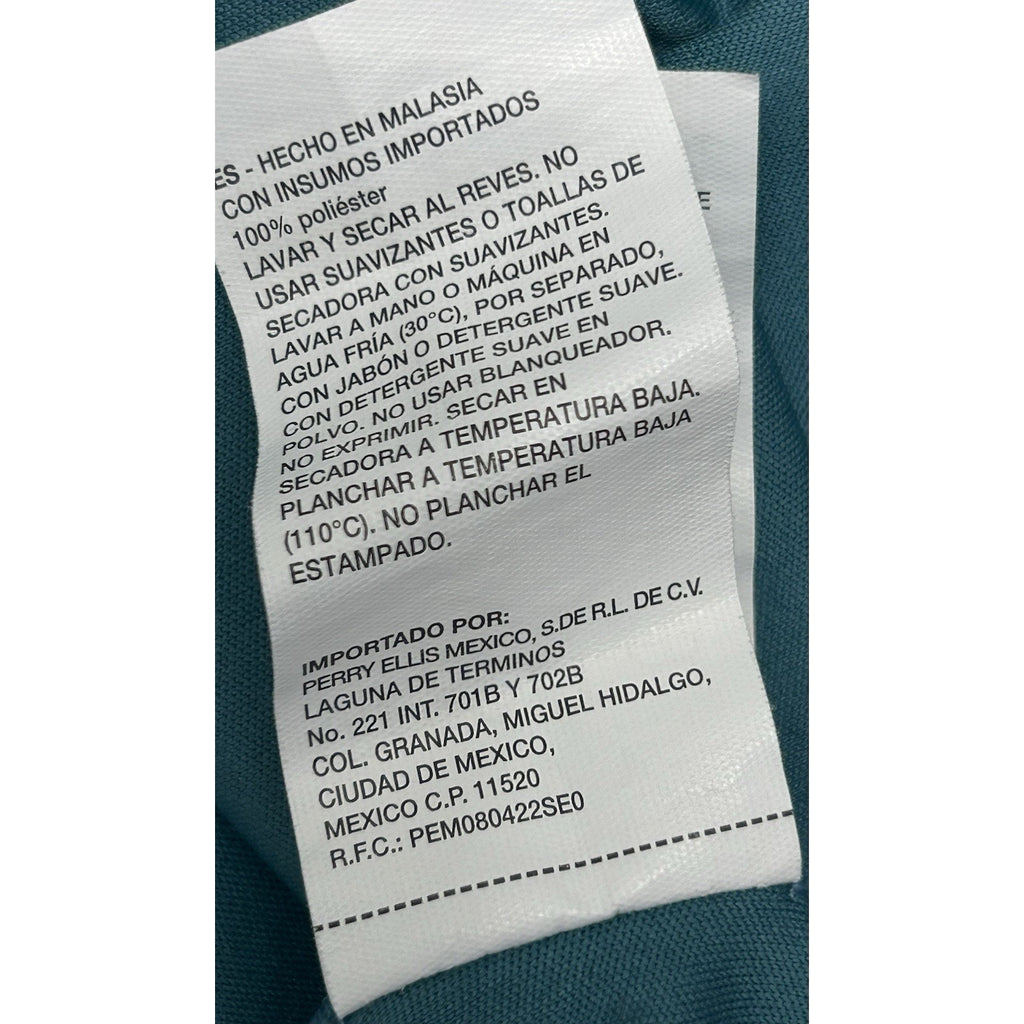 ES - HECHO EN MALASIA
CON INSUMOS IMPORTADOS
100% poliéster
LAVAR Y SECAR AL REVES. NO
USAR SUAVIZANTES O TOALLAS DE
SECADORA CON SUAVIZANTES.
LAVAR A MANO O MÁQUINA EN
AGUA FRÍA (30°C), POR SEPARADO,
CON JABÓN O DETERGENTE SUAVE.
CON DETERGENTE SUAVE EN
POLVO. NO USAR BLANQUEADOR.
NO EXPRIMIR. SECAR EN
SECADORA A TEMPERATURA BAJA.
PLANCHAR A TEMPERATURA BAJA
(110°C). NO PLANCHAR EL
ESTAMPADO.
IMPORTADO POR:
PERRY ELLIS MEXICO, S.DE R.L. DE C.V.
LAGUNA DE TERMINOS
No. 221 INT. 701B Y 702B
COL. GRANADA, MIGUEL HIDALGO,
CIUDAD DE MEXICO,
MEXICO C.P. 11520
R.F.C.: PEM080422SE0